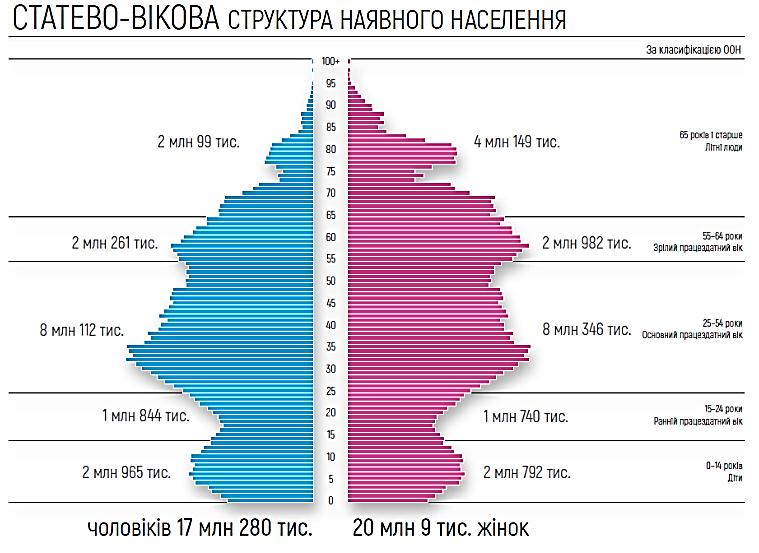 СТАТЕВО-ВІКОВА СТРУКТУРА НАЯВНОГО НАСЕЛЕННЯ
За класифікацією ООН
100+
90
85
2 млн 99 тис.
80
4 млн 149 тис.
65 років і старше
Літні люди
75
70
65
2 млн 261 тис.
60
2 млн 982 тис.
55–64 роки
Зрілий працездатний вік
55
50
45
8 млн 112 тис.
40
8 млн 346 тис.
25–54 роки
Основний працездатний вік
35
30
25
1 млн 844 тис.
20
1 млн 740 тис.
15–24 роки
Ранній працездатний вік
15
10
2 млн 965 тис.
5
2 млн 792 тис.
0–14 років
Діти
0
чоловіків 17 млн 280 тис.
20 млн 9 тис. жінок